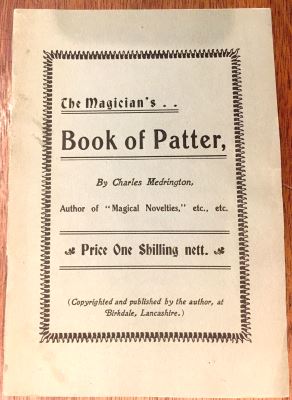 The Magician's . .
Book of Patter,
By Charles Medrington,
Author of "Magical Novelties," etc., etc.
Price One Shilling nett.
(Copyrighted and published by the author, at
Birkdale, Lancashire.)